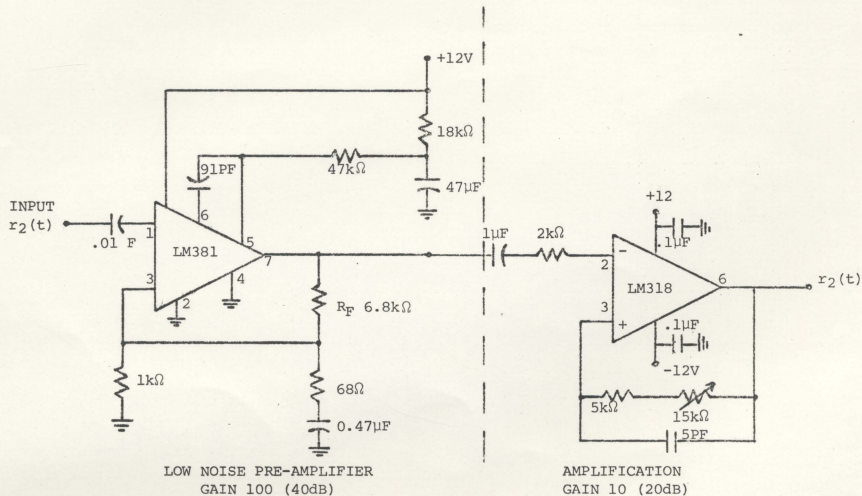 +12V
18kΩ
91PF
47kΩ
47μF
INPUT
r2(t)
.01 F
1
6
5
LM381
7
3
4
2
RF 6.8kΩ
1kΩ
68Ω
0.47μF
LOW NOISE PRE-AMPLIFIER
GAIN 100 (40dB)
1μF
2kΩ
+12
.1μF
2
-
LM318
6
r2(t)
3
+
.1μF
-12V
5kΩ
15kΩ
5PF
AMPLIFICATION
GAIN 10 (20dB)